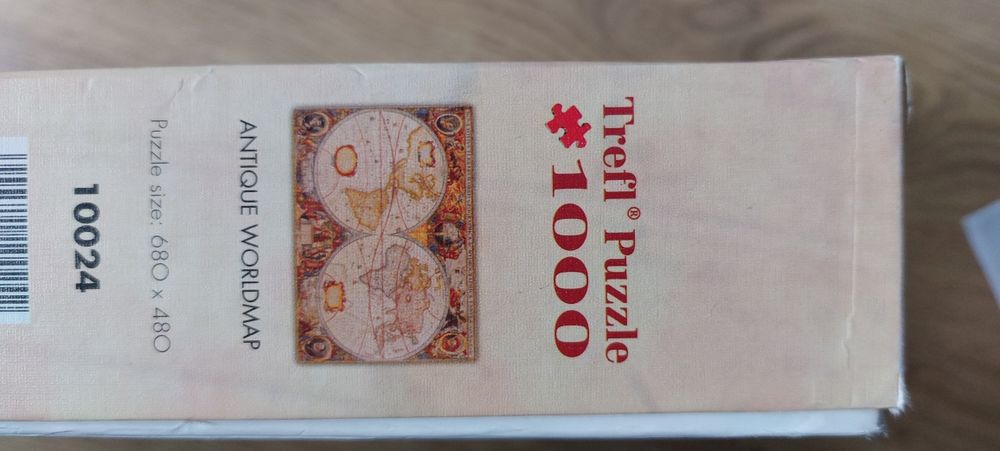 Trefl® Puzzle
1000
ANTIQUE WORLDMAP
Puzzle size: 680 x 480
10024